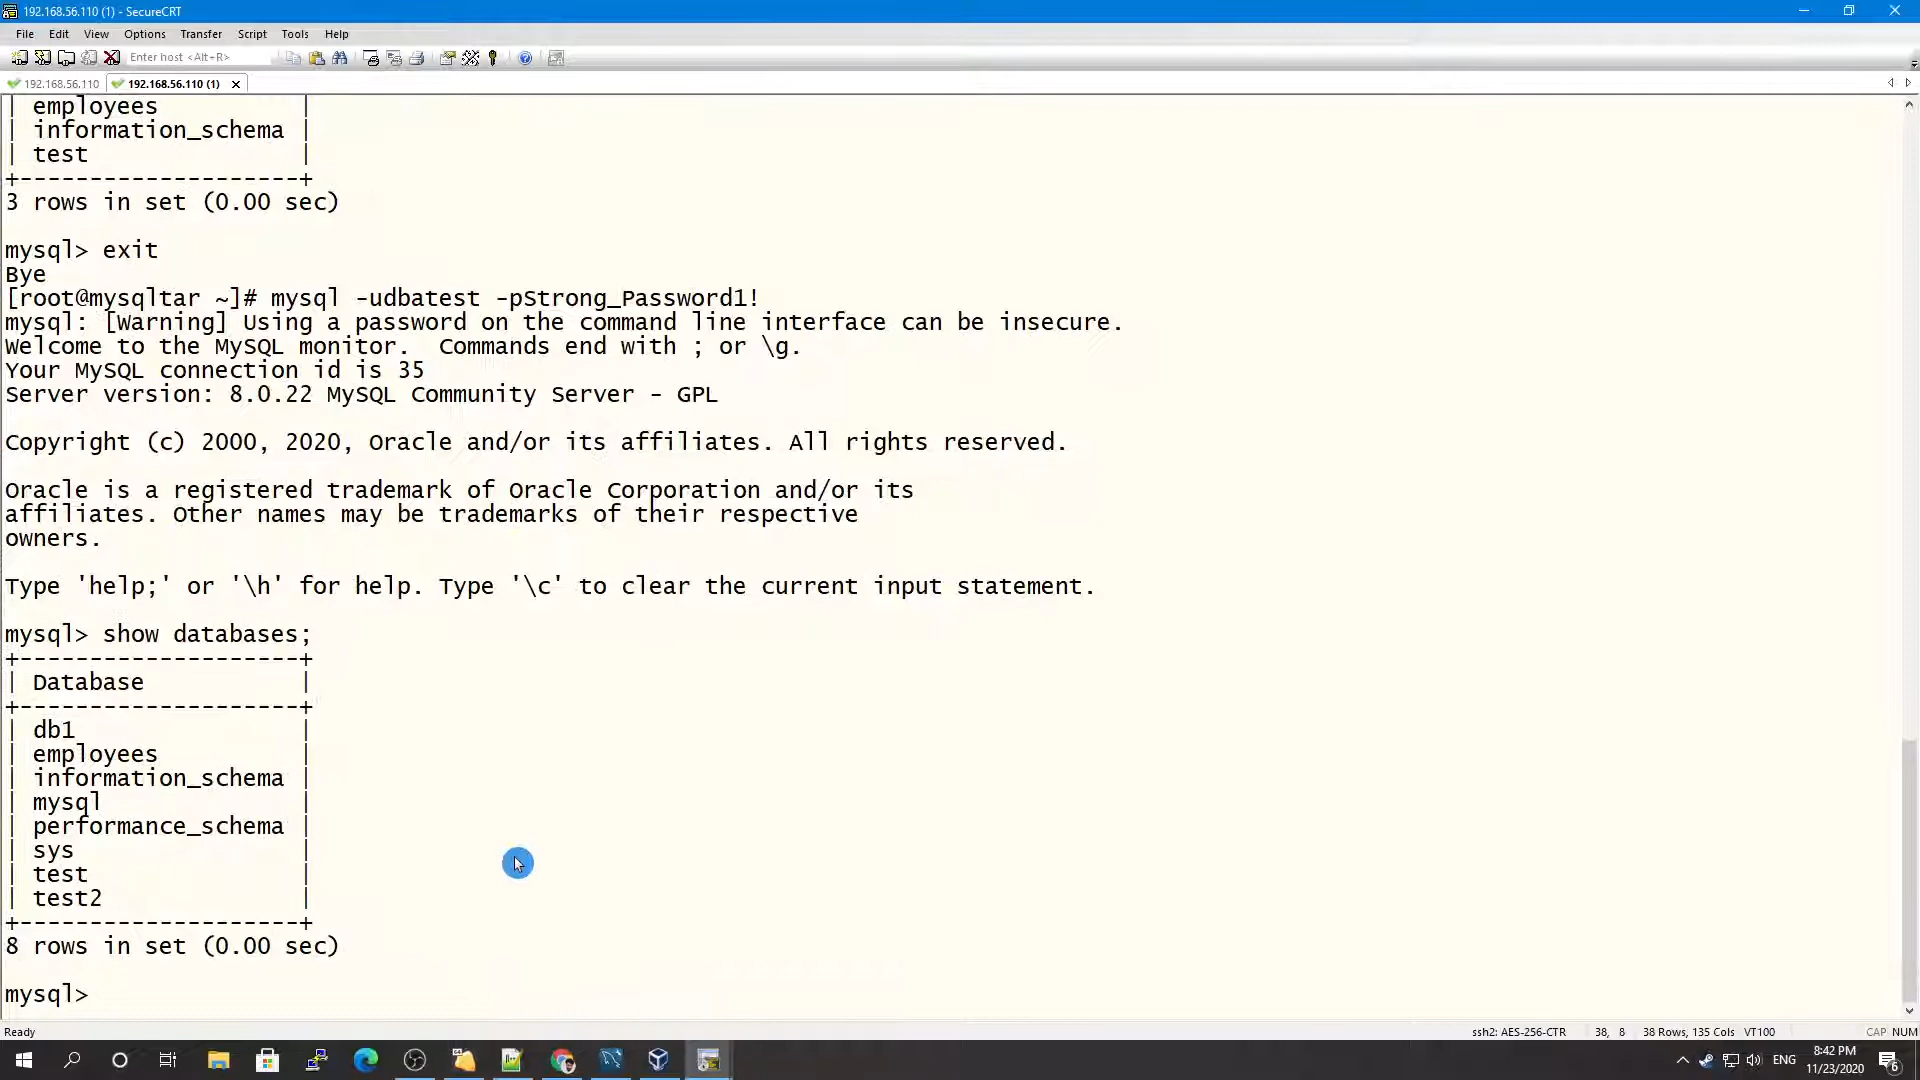 192.168.56.110 (1) - SecureCRT
File Edit View Options Transfer Script Tools Help
Enter host <Alt+R>
192.168.56.110 192.168.56.110 (1)
| employees |
| information_schema |
| test |
+--------------------+
3 rows in set (0.00 sec)
mysql> exit
Bye
[root@mysqltar ~]# mysql -udbatest -pStrong_Password1!
mysql: [Warning] Using a password on the command line interface can be insecure.
Welcome to the MySQL monitor.  Commands end with ; or \g.
Your MySQL connection id is 35
Server version: 8.0.22 MySQL Community Server - GPL
Copyright (c) 2000, 2020, Oracle and/or its affiliates. All rights reserved.
Oracle is a registered trademark of Oracle Corporation and/or its
affiliates. Other names may be trademarks of their respective
owners.
Type 'help;' or '\h' for help. Type '\c' to clear the current input statement.
mysql> show databases;
+--------------------+
| Database |
+--------------------+
| db1 |
| employees |
| information_schema |
| mysql |
| performance_schema |
| sys |
| test |
| test2 |
+--------------------+
8 rows in set (0.00 sec)
mysql>
Ready ssh2: AES-256-CTR 38, 8 38 Rows, 135 Cols VT100 CAP NUM
ENG 8:42 PM
11/23/2020 6